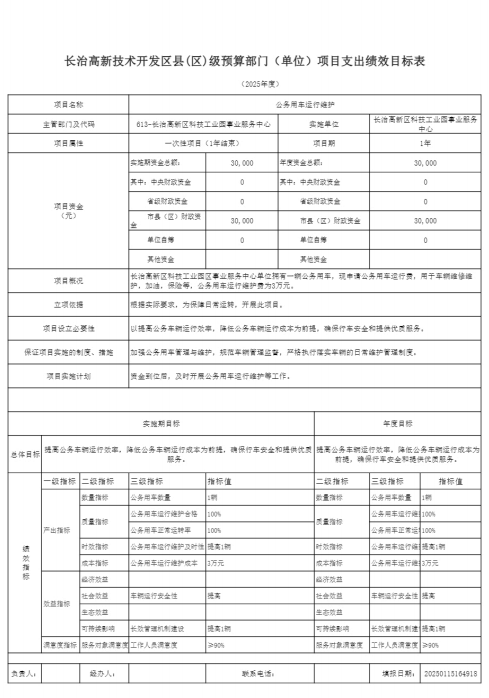 长治高新技术开发区县(区)级预算部门（单位）项目支出绩效目标表
（2025年度）
项目名称 公务用车运行维护
主管部门及代码 613-长治高新区科技工业园事业服务中心 实施单位 长治高新区科技工业园事业服务中心
项目属性 一次性项目（1年结束） 项目期 1年
项目资金（元）
实施期资金总额： 30,000 年度资金总额： 30,000
其中：中央财政资金 0 其中：中央财政资金 0
省级财政资金 0 省级财政资金 0
市县（区）财政资金 30,000 市县（区）财政资金 30,000
单位自筹 0 单位自筹 0
其他资金 其他资金
项目概况 长治高新区科技工业园区事业服务中心单位拥有一辆公务用车，现申请公务用车运行费，用于车辆维修维护，加油，保险等，公务用车运行维护费为3万元。
立项依据 根据实际要求，为保障日常运转，开展此项目。
项目设立必要性 以提高公务车辆运行效率，降低公务车辆运行成本为前提，确保行车安全和提供优质服务。
保证项目实施的制度、措施 加强公务用车管理与维护，规范车辆管理监督，严格执行落实车辆的日常维护管理制度。
项目实施计划 资金到位后，及时开展公务用车运行维护等工作。
实施期目标 年度目标
总体目标 提高公务车辆运行效率，降低公务车辆运行成本为前提，确保行车安全和提供优质服务。 提高公务车辆运行效率，降低公务车辆运行成本为前提，确保行车安全和提供优质服务。
绩效指标
一级指标 二级指标 三级指标 指标值 二级指标 三级指标 指标值
产出指标
数量指标 公务用车数量 1辆 数量指标 公务用车数量 1辆
质量指标 公务用车运行维护合格 100% 质量指标 公务用车运行维 100%
公务用车正常运转率 100% 公务用车正常运 100%
时效指标 公务用车运行维护及时性 提高1辆 时效指标 公务用车运行维 提高1辆
成本指标 公务用车运行维护成本 3万元 成本指标 公务用车运行维 3万元
效益指标
经济效益 经济效益
社会效益 车辆运行安全性 提高 社会效益 车辆运行安全性 提高
生态效益 生态效益
可持续影响 长效管理机制建设 提高1辆 可持续影响 长效管理机制建 提高1辆
满意度指标 服务对象满意度 工作人员满意度 ≥90% 服务对象满意度 工作人员满意度 ≥90%
负责人： 经办人： 联系电话： 填报日期： 20250115164918